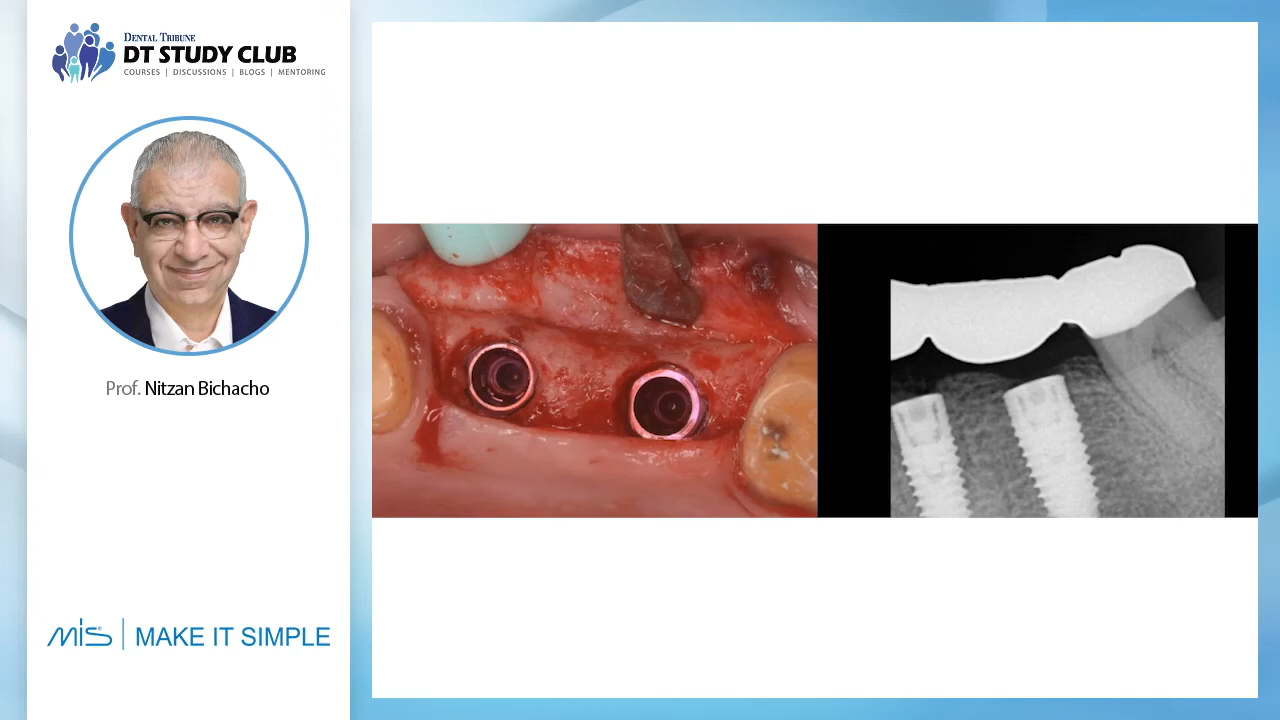 DENTAL TRIBUNE
DT STUDY CLUB
COURSES | DISCUSSIONS | BLOGS | MENTORING
Prof. Nitzan Bichacho
mis® | MAKE IT SIMPLE